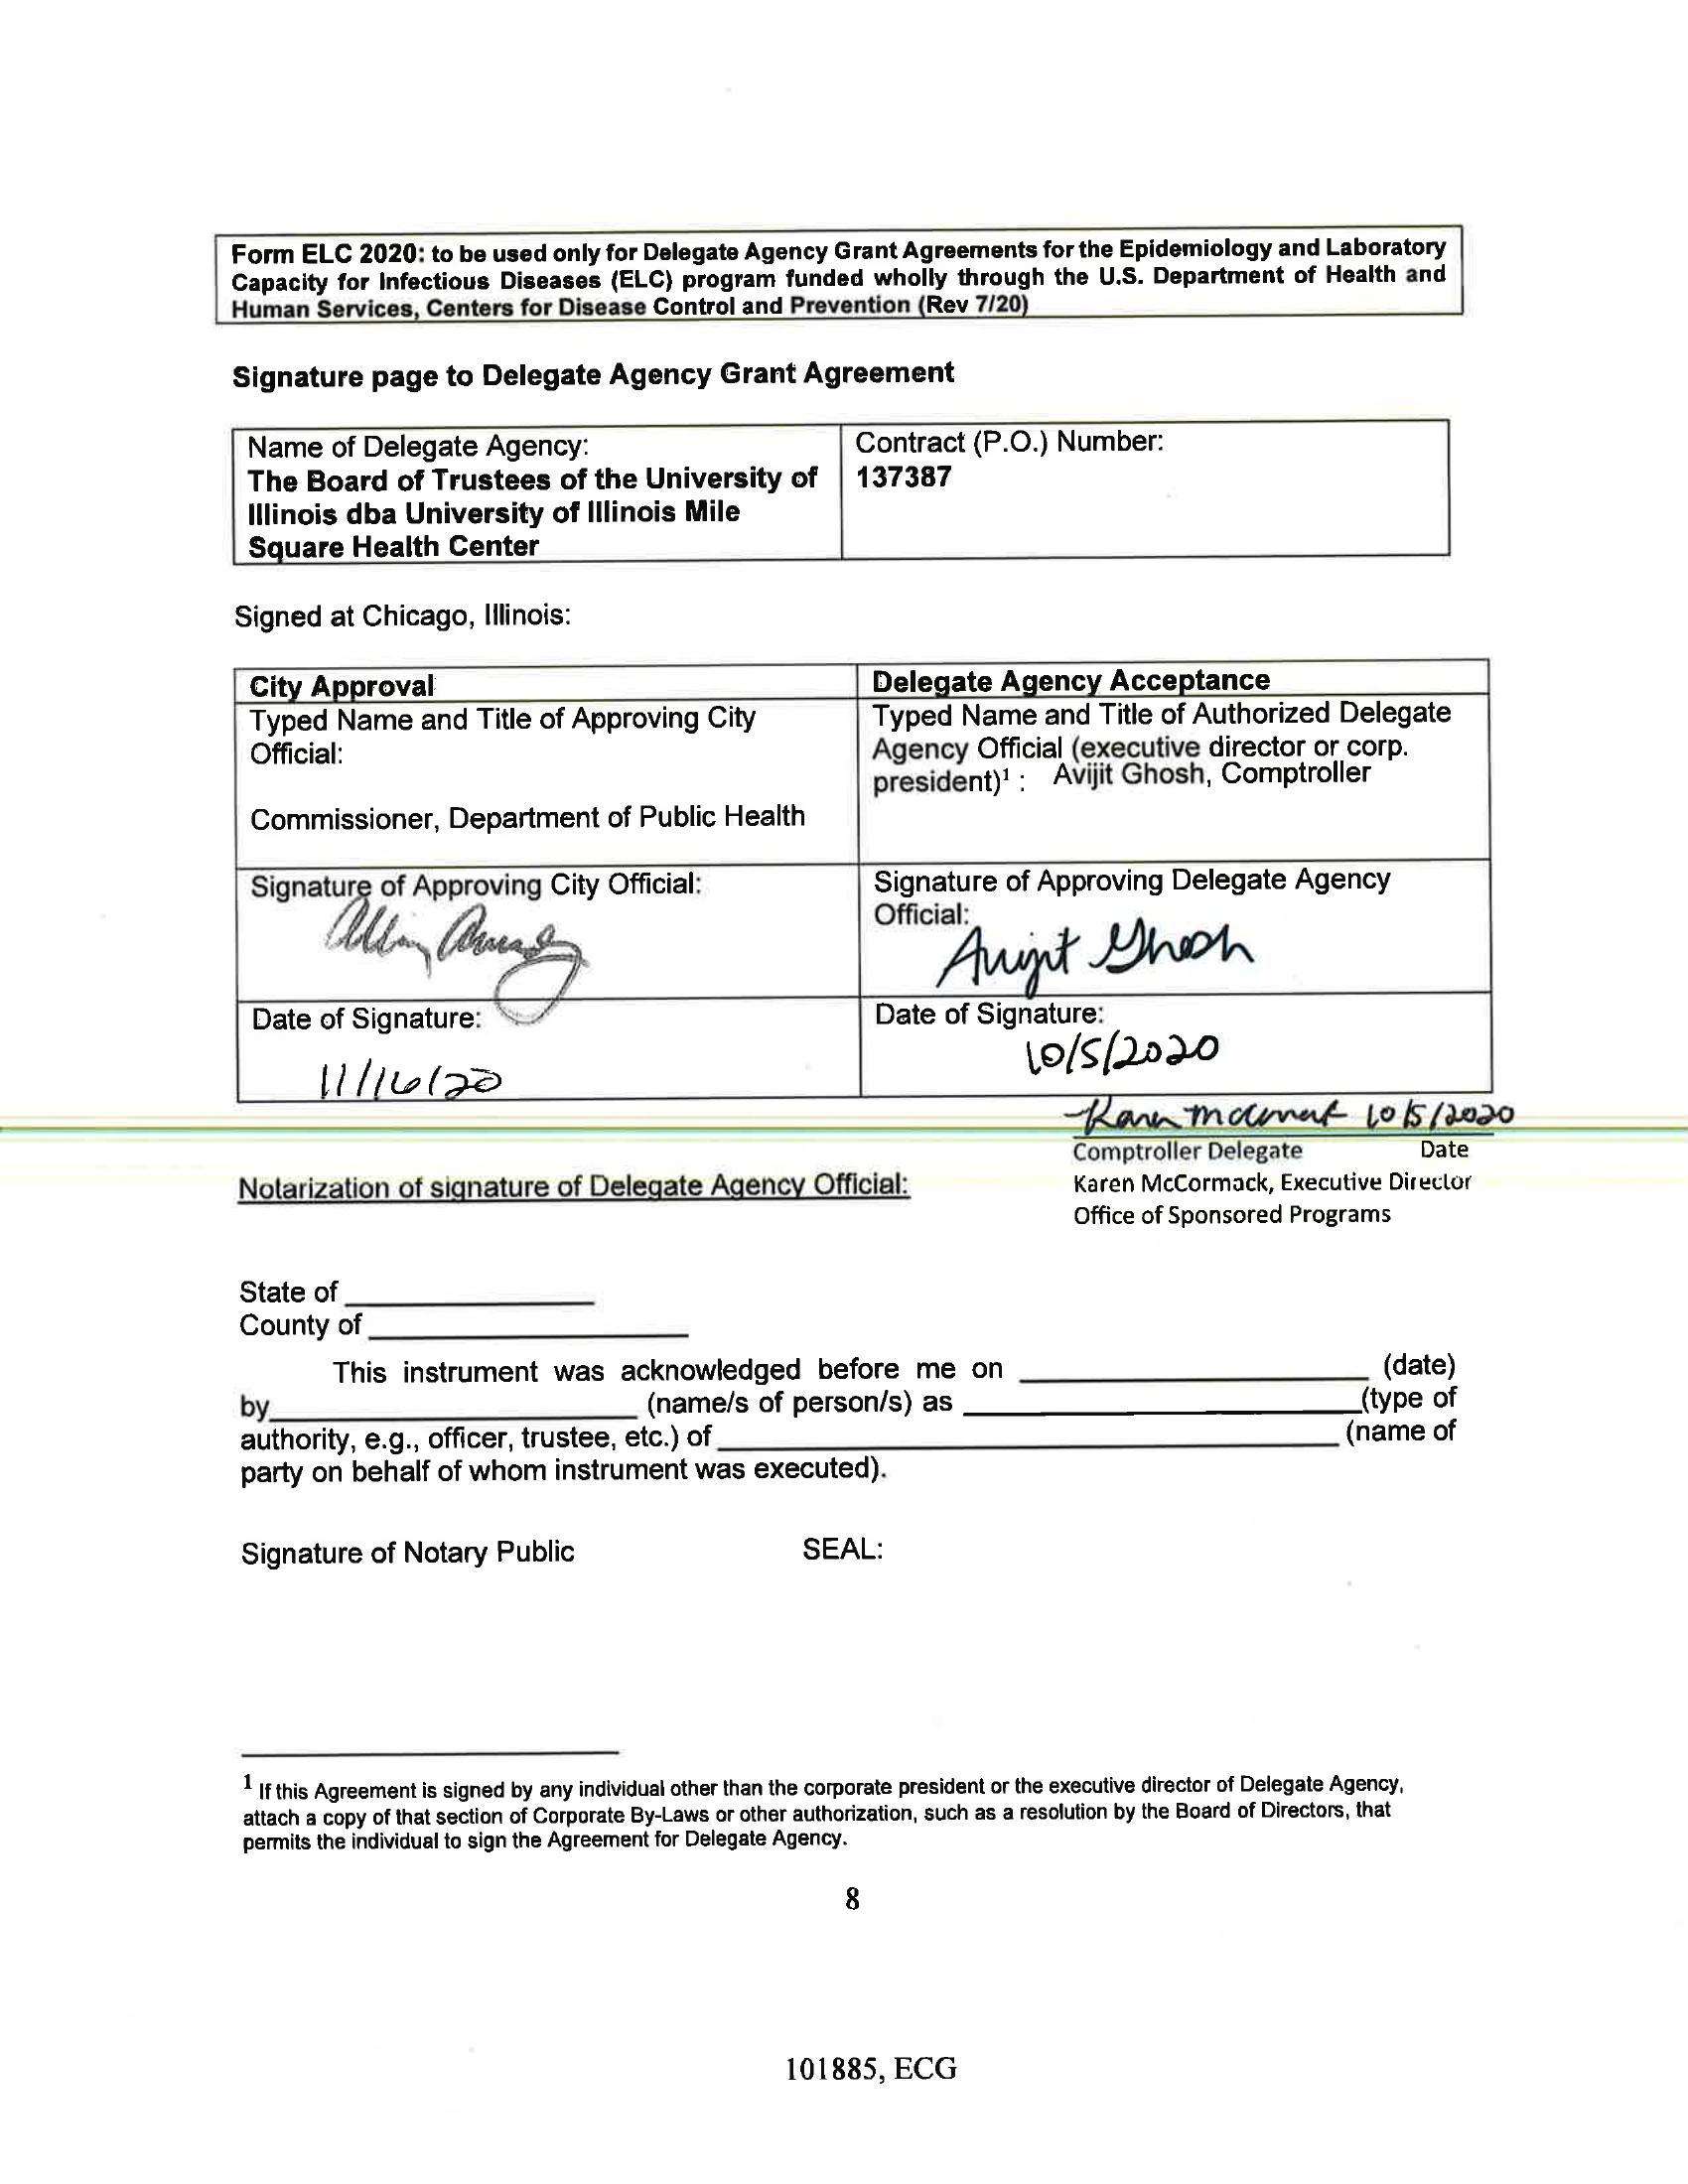 Form ELC 2020: to be used only for Delegate Agency Grant Agreements for the Epidemiology and Laboratory
Capacity for Infectious Diseases (ELC) program funded wholly through the U.S. Department of Health and
Human Services, Centers for Disease Control and Prevention (Rev 7/20)
Signature page to Delegate Agency Grant Agreement
Name of Delegate Agency:
The Board of Trustees of the University of
Illinois dba University of Illinois Mile
Square Health Center
Contract (P.O.) Number:
137387
Signed at Chicago, Illinois:
City Approval
Typed Name and Title of Approving City
Official:
Commissioner, Department of Public Health
Delegate Agency Acceptance
Typed Name and Title of Authorized Delegate
Agency Official (executive director or corp.
president)¹ : Avijit Ghosh, Comptroller
Signature of Approving City Official:
Signature of Approving Delegate Agency
Official:
Avijit Ghosh
Date of Signature:
11/16/20
Date of Signature:
10/5/2020
Karen McCormack 10/5/2020
Comptroller Delegate Date
Karen McCormack, Executive Director
Office of Sponsored Programs
Notarization of signature of Delegate Agency Official:
State of
County of
This instrument was acknowledged before me on (date)
by (name/s of person/s) as (type of
authority, e.g., officer, trustee, etc.) of (name of
party on behalf of whom instrument was executed).
Signature of Notary Public SEAL:
1 If this Agreement is signed by any individual other than the corporate president or the executive director of Delegate Agency,
attach a copy of that section of Corporate By-Laws or other authorization, such as a resolution by the Board of Directors, that
permits the individual to sign the Agreement for Delegate Agency.
8
101885, ECG